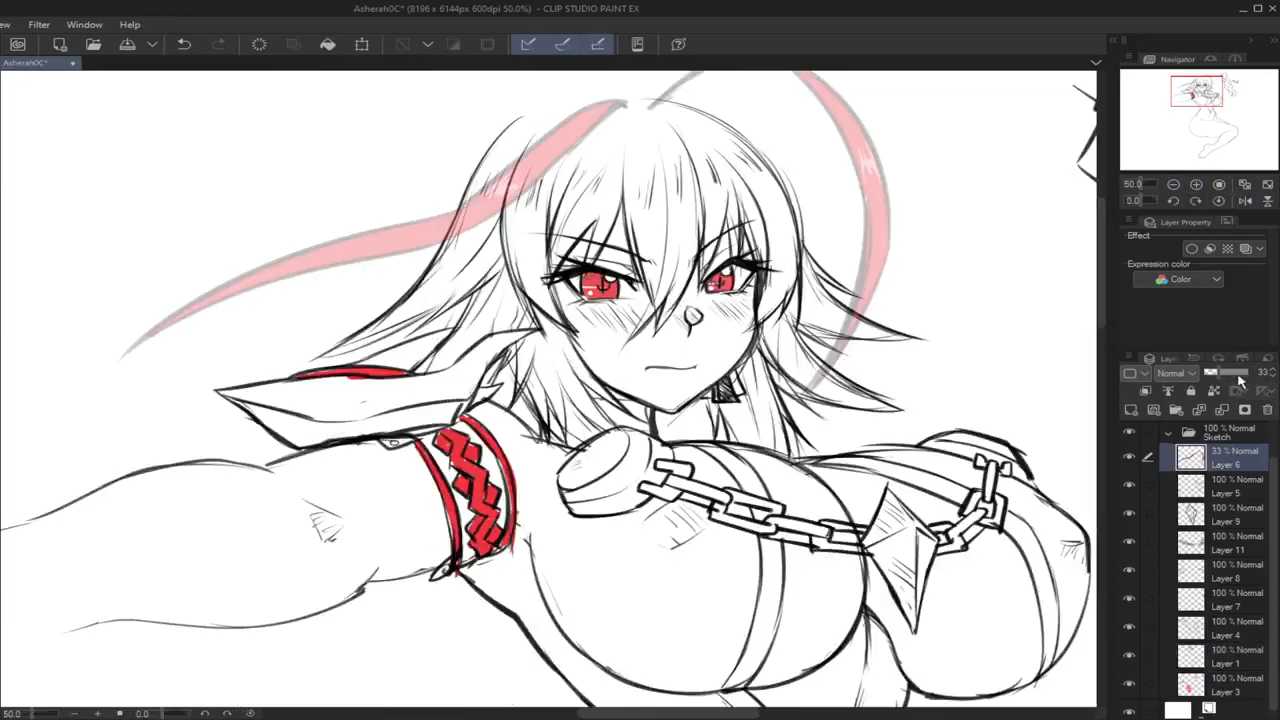 Asherah0C* (8196 x 6144px 600dpi 50.0%) - CLIP STUDIO PAINT EX
Filter Window Help
Asherah0C*
Navigator
50.0
0.0
Layer Property
Effect
Expression color
Color
Normal 33
100 % Normal
Sketch
33 % Normal
Layer 6
100 % Normal
Layer 5
100 % Normal
Layer 9
100 % Normal
Layer 11
100 % Normal
Layer 8
100 % Normal
Layer 7
100 % Normal
Layer 4
100 % Normal
Layer 1
100 % Normal
Layer 3
50.0 0.0